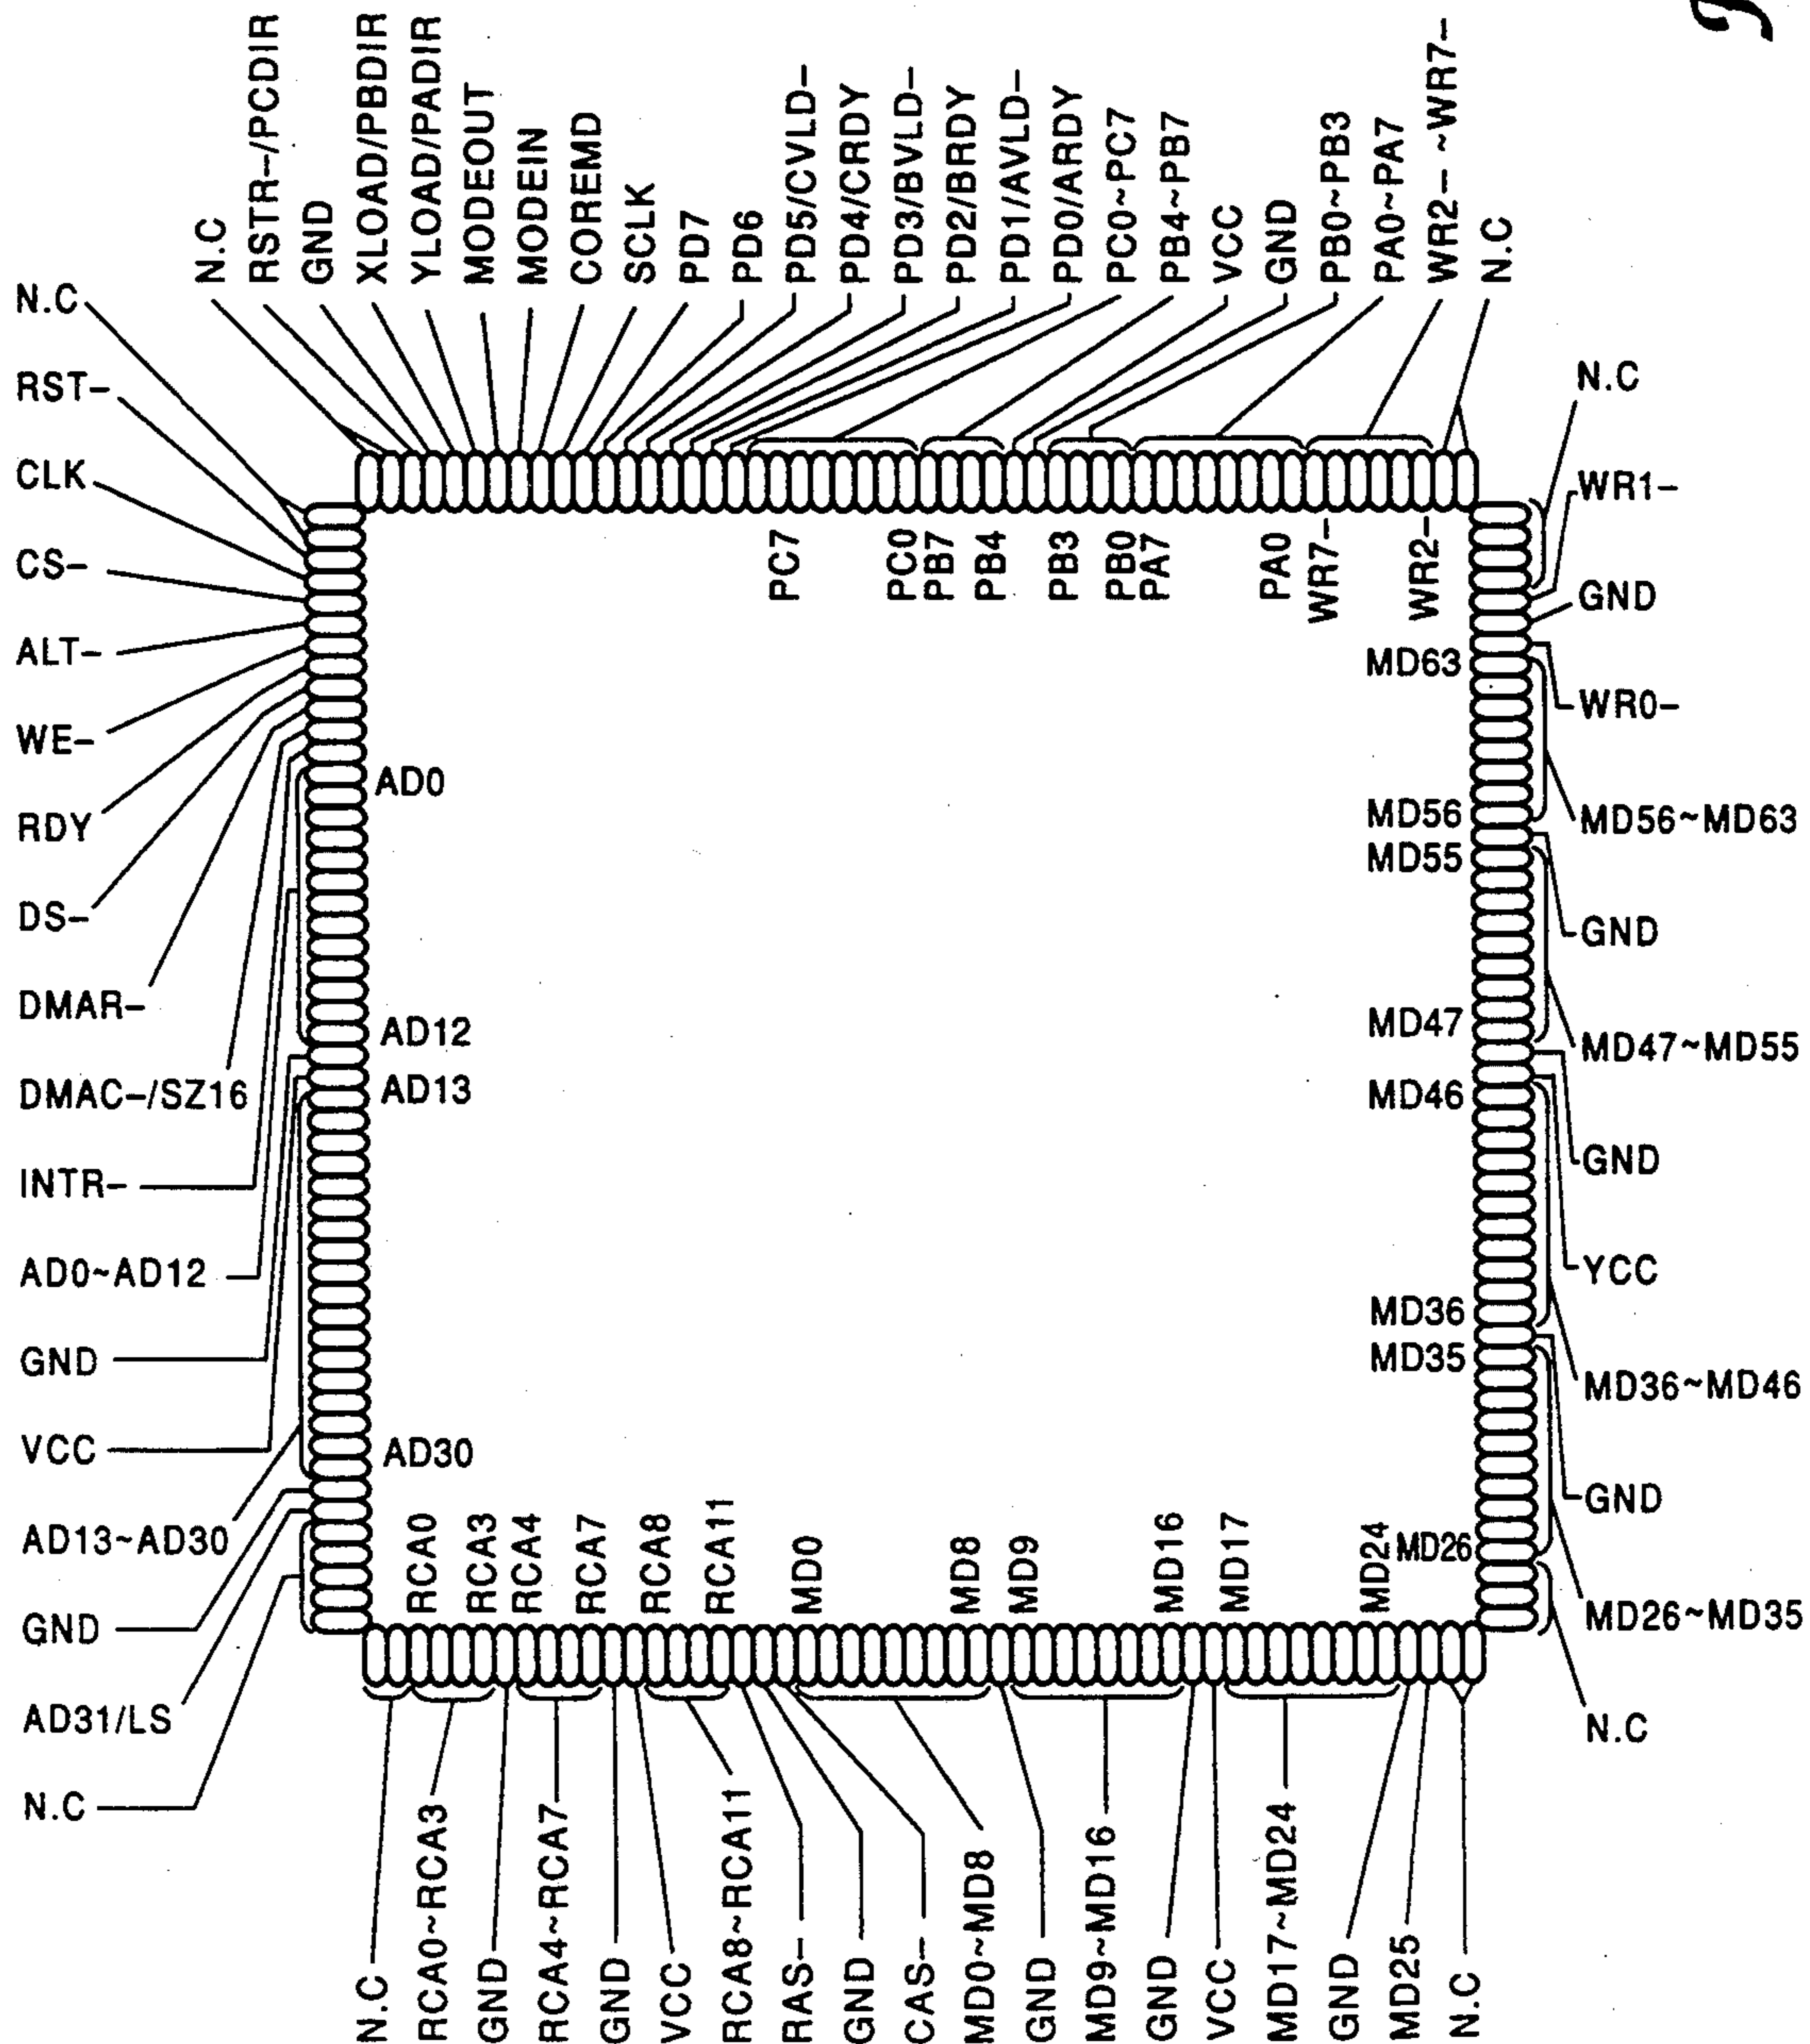 N.C
RSTR-/PCDIR
GND
XLOAD/PBDIR
YLOAD/PADIR
MODEOUT
MODEIN
COREMD
SCLK
PD7
PD6
PD5/CVLD-
PD4/CRDY
PD3/BVLD-
PD2/BRDY
PD1/AVLD-
PD0/ARDY
PC0~PC7
PB4~PB7
VCC
GND
PB0~PB3
PA0~PA7
WR2- ~WR7-
N.C
N.C
RST-
CLK
CS-
ALT-
WE-
RDY
DS-
DMAR-
DMAC-/SZ16
INTR-
AD0~AD12
GND
VCC
AD13~AD30
GND
AD31/LS
N.C
PC7
PC0
PB7
PB4
PB3
PB0
PA7
PA0
WR7-
WR2-
AD0
AD12
AD13
AD30
MD63
MD56
MD55
MD47
MD46
MD36
MD35
MD26
RCA0
RCA3
RCA4
RCA7
RCA8
RCA11
MD0
MD8
MD9
MD16
MD17
MD24
N.C
WR1-
GND
WR0-
MD56~MD63
GND
MD47~MD55
GND
YCC
MD36~MD46
GND
MD26~MD35
N.C
N.C
RCA0~RCA3
GND
RCA4~RCA7
GND
VCC
RCA8~RCA11
RAS-
GND
CAS-
MD0~MD8
GND
MD9~MD16
GND
VCC
MD17~MD24
GND
MD25
N.C